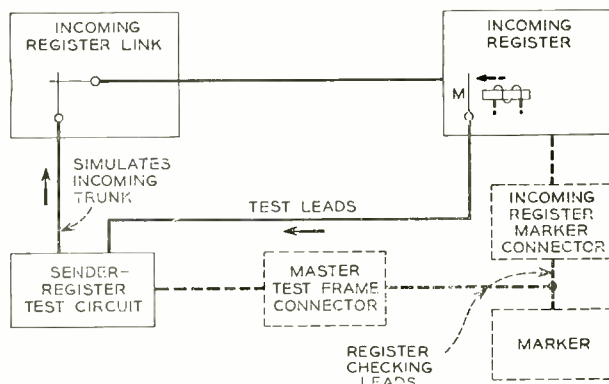 INCOMING
REGISTER LINK
INCOMING
REGISTER
M
SIMULATES
INCOMING
TRUNK
TEST LEADS
INCOMING
REGISTER
MARKER
CONNECTOR
SENDER-
REGISTER
TEST CIRCUIT
MASTER
TEST FRAME
CONNECTOR
REGISTER
CHECKING
LEADS
MARKER